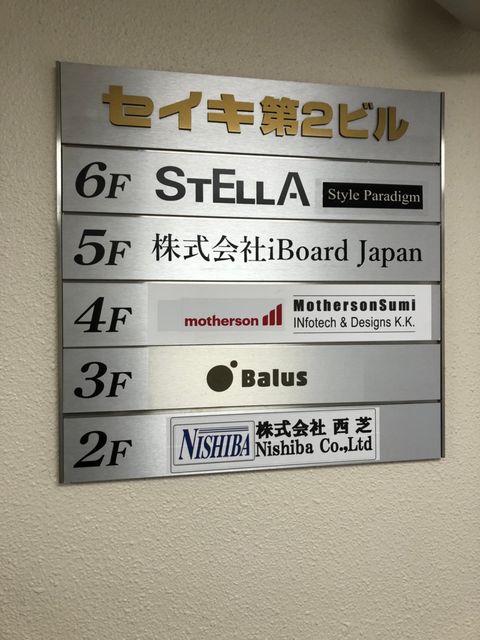 セイキ第2ビル
6F STELLA Style Paradigm
5F 株式会社iBoard Japan
4F motherson MothersonSumi
INfotech & Designs K.K.
3F Balus
2F NISHIBA 株式会社 西芝
Nishiba Co.,Ltd